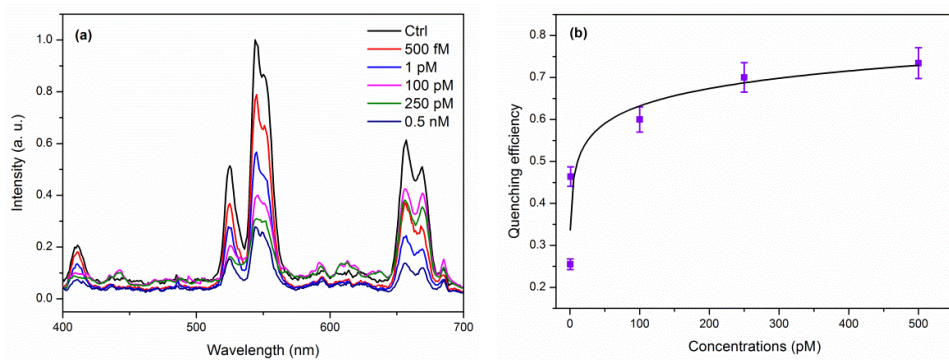 (a)
Ctrl
500 fM
1 pM
100 pM
250 pM
0.5 nM
1.0
0.8
0.6
0.4
0.2
0.0
Intensity (a. u.)
400 500 600 700
Wavelength (nm)
(b)
0.8
0.7
0.6
0.5
0.4
0.3
0.2
Quenching efficiency
0 100 200 300 400 500
Concentrations (pM)